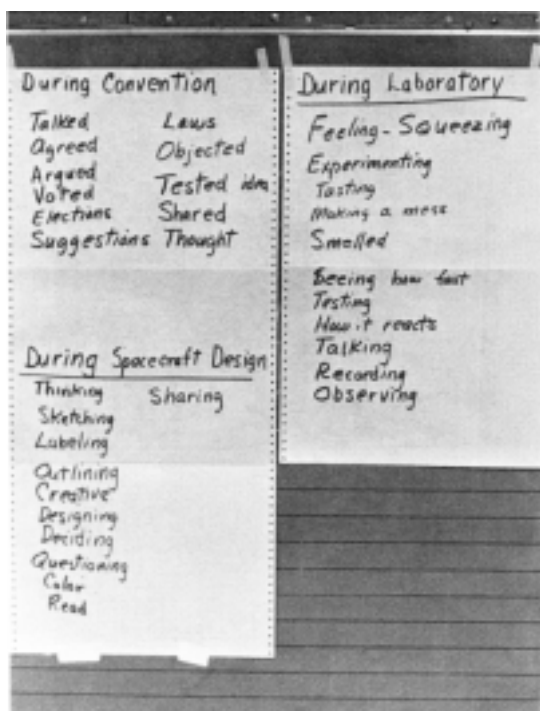 During Convention
Talked Laws
Agreed Objected
Argued
Voted Tested idea
Elections Shared
Suggestions Thought
During Spacecraft Design
Thinking Sharing
Sketching
Labeling
Outlining
Creative
Designing
Deciding
Questioning
Color
Read
During Laboratory
Feeling-Squeezing
Experimenting
Tasting
Making a mess
Smelled
Seeing how fast
Testing
How it reacts
Talking
Recording
Observing